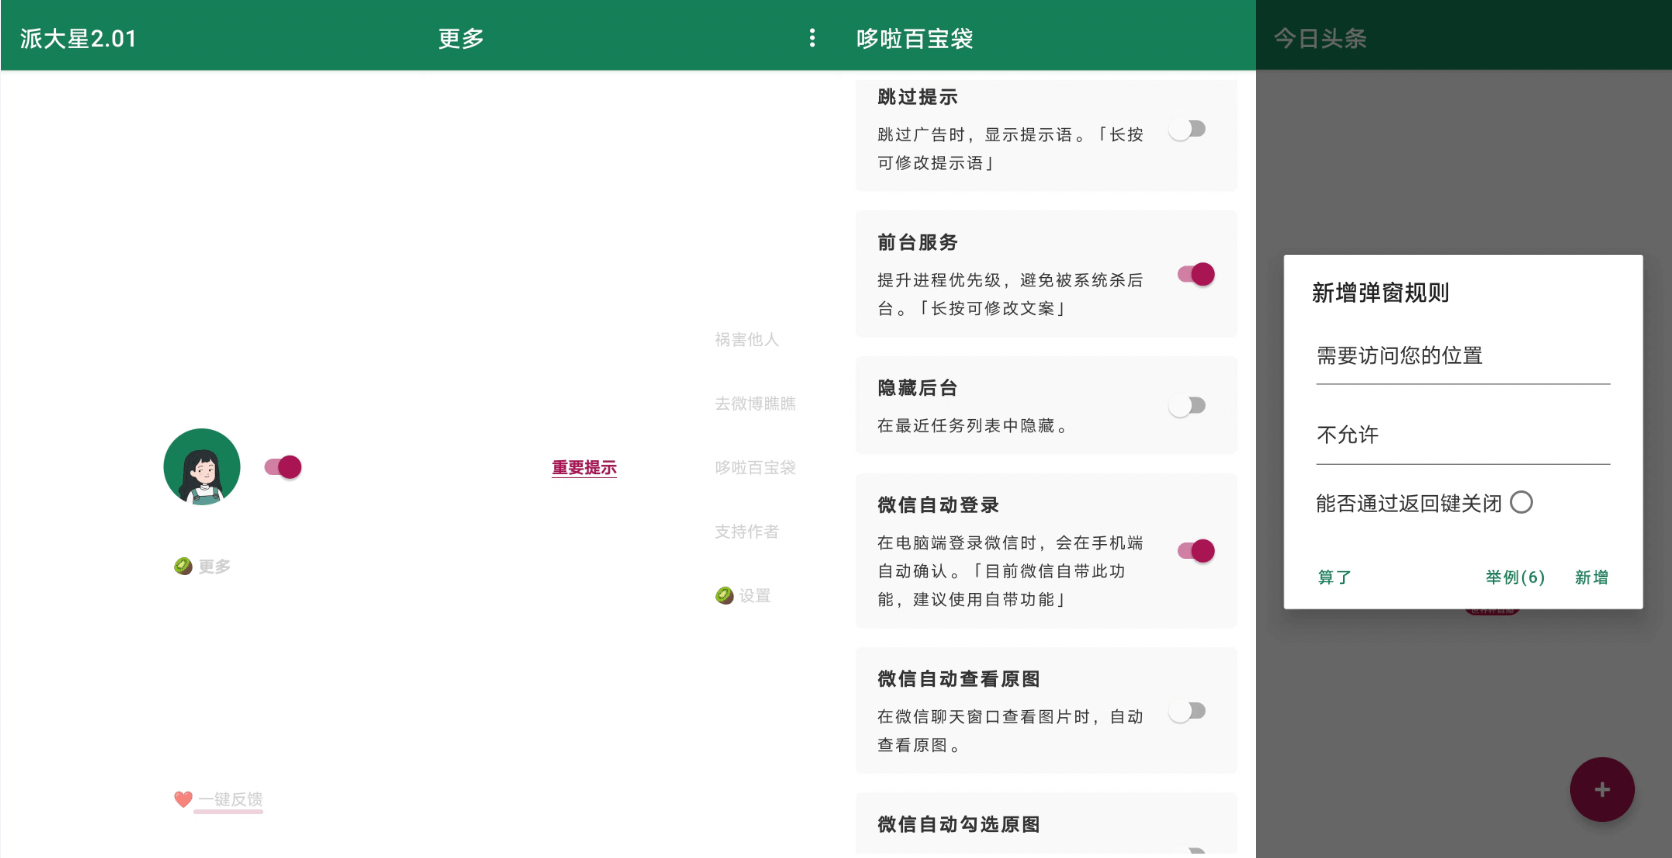 派大星2.01
更多
🥝 更多
❤️ 一键反馈
重要提示
祸害他人
去微博瞧瞧
哆啦百宝袋
支持作者
🥝 设置
哆啦百宝袋
跳过提示
跳过广告时，显示提示语。「长按
可修改提示语」
前台服务
提升进程优先级，避免被系统杀后
台。「长按可修改文案」
隐藏后台
在最近任务列表中隐藏。
微信自动登录
在电脑端登录微信时，会在手机端
自动确认。「目前微信自带此功
能，建议使用自带功能」
微信自动查看原图
在微信聊天窗口查看图片时，自动
查看原图。
微信自动勾选原图
今日头条
新增弹窗规则
需要访问您的位置
不允许
能否通过返回键关闭
算了
举例(6)
新增